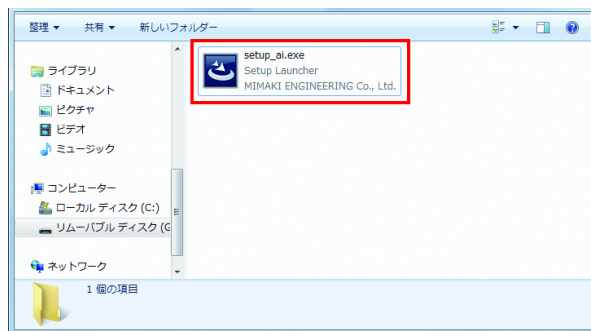 整理 ▼ 共有 ▼ 新しいフォルダー
ライブラリ
ドキュメント
ピクチャ
ビデオ
ミュージック
コンピューター
ローカル ディスク (C:)
リムーバブル ディスク (G
ネットワーク
setup_ai.exe
Setup Launcher
MIMAKI ENGINEERING Co., Ltd.
1 個の項目